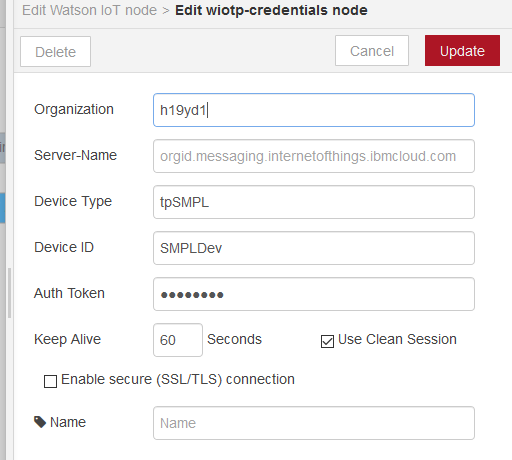 Edit Watson IoT node > Edit wiotp-credentials node
Delete Cancel Update
Organization h19yd1
Server-Name orgid.messaging.internetofthings.ibmcloud.com
Device Type tpSMPL
Device ID SMPLDev
Auth Token ●●●●●●●●
Keep Alive 60 Seconds Use Clean Session
Enable secure (SSL/TLS) connection
Name Name